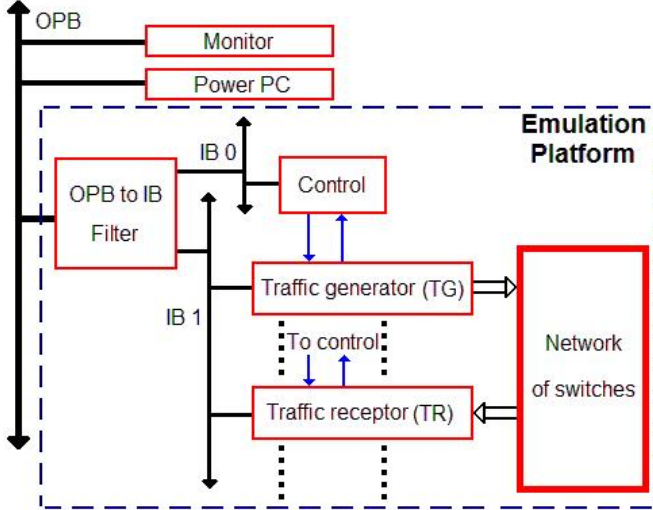 OPB
Monitor
Power PC
Emulation
Platform
IB 0
OPB to IB
Filter
Control
Traffic generator (TG)
IB 1
To control
Network
of switches
Traffic receptor (TR)